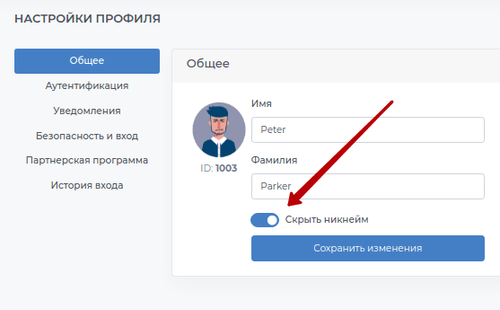 НАСТРОЙКИ ПРОФИЛЯ
Общее
Аутентификация
Уведомления
Безопасность и вход
Партнерская программа
История входа
Общее
Имя
Peter
ID: 1003
Фамилия
Parker
Скрыть никнейм
Сохранить изменения